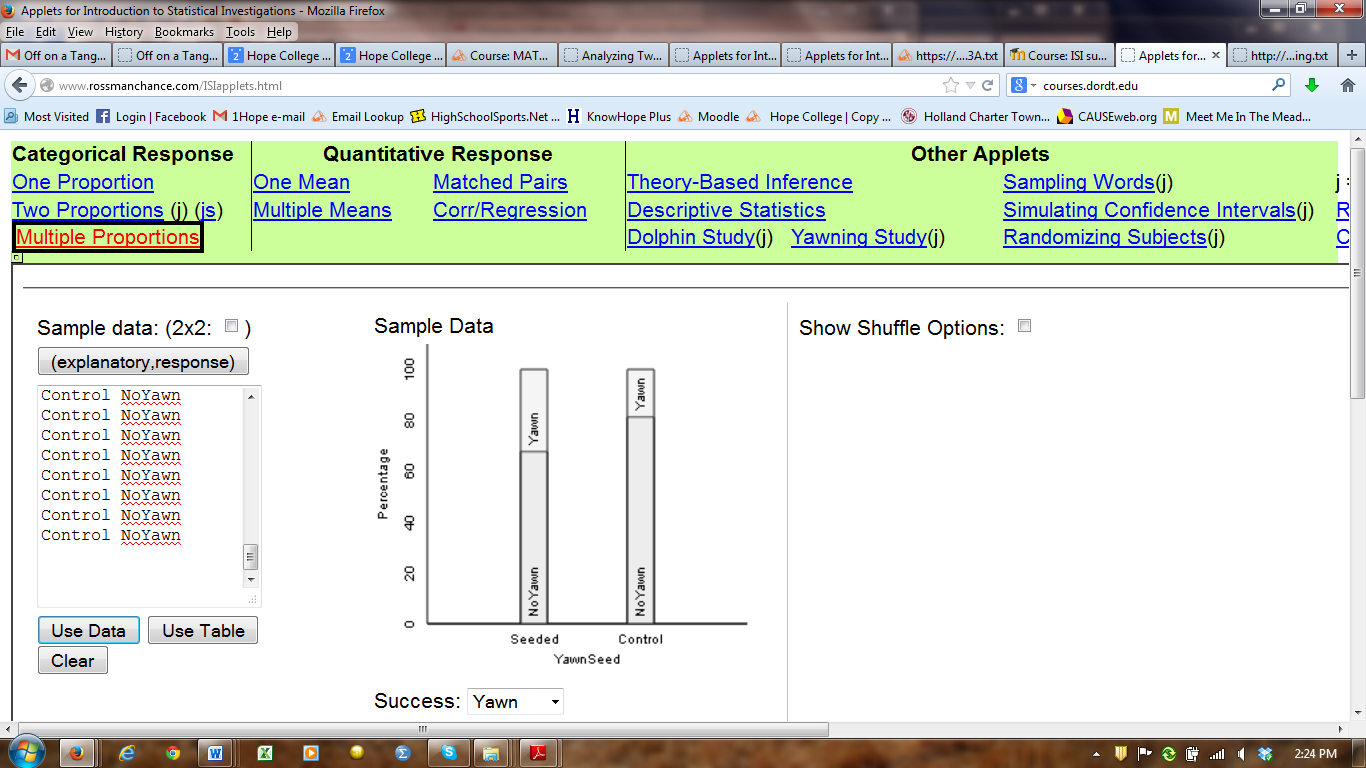 Applets for Introduction to Statistical Investigations - Mozilla Firefox
File Edit View History Bookmarks Tools Help
Off on a Tang... Off on a Tang... Hope College ... Hope College ... Course: MAT... Analyzing Tw... Applets for Int... Applets for Int... https://....3A.txt Course: ISI su... Applets for... http://...ing.txt
www.rossmanchance.com/ISIapplets.html courses.dordt.edu
Most Visited Login | Facebook 1Hope e-mail Email Lookup HighSchoolSports.Net ... KnowHope Plus Moodle Hope College | Copy ... Holland Charter Town... CAUSEweb.org Meet Me In The Mead...
Categorical Response Quantitative Response Other Applets
One Proportion One Mean Matched Pairs Theory-Based Inference Sampling Words(j) j =
Two Proportions (j) (js) Multiple Means Corr/Regression Descriptive Statistics Simulating Confidence Intervals(j) R
Multiple Proportions Dolphin Study(j) Yawning Study(j) Randomizing Subjects(j) C
Sample data: (2x2: )
(explanatory,response)
Control NoYawn
Control NoYawn
Control NoYawn
Control NoYawn
Control NoYawn
Control NoYawn
Control NoYawn
Control NoYawn
Use Data Use Table
Clear
Sample Data
100
80
60
40
20
0
Percentage
Yawn
NoYawn
Yawn
NoYawn
Seeded Control
YawnSeed
Success: Yawn
Show Shuffle Options:
2:24 PM